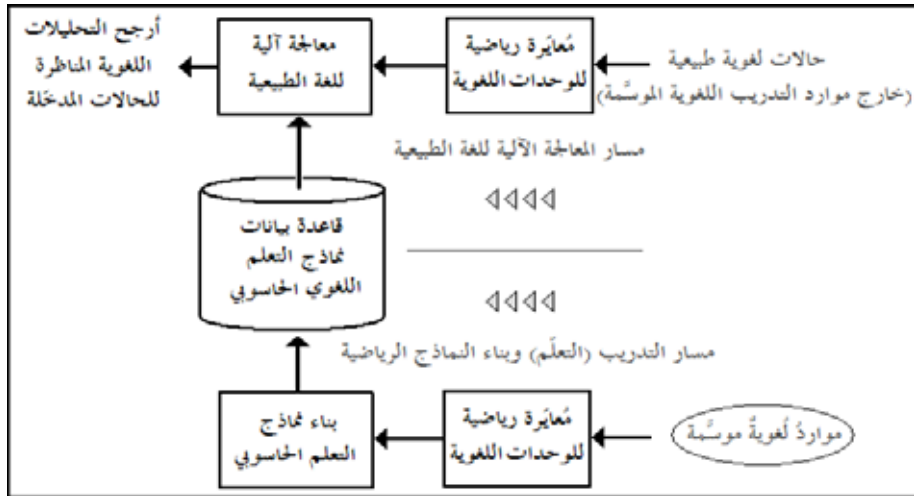 حالات لغوية طبيعية
(خارج موارد التدريب اللغوية الموسَّمة)
مُعايَرة رياضية
للوحدات اللغوية
معالجة آلية
للغة الطبيعية
أرجح التحليلات
اللغوية المناظرة
للحالات المدخَلة
مسار المعالجة الآلية للغة الطبيعية
قاعدة بيانات
نماذج التعلم
اللغوي الحاسوبي
مسار التدريب (التعلّم) وبناء النماذج الرياضية
مواردُ لُغويةٌ موسَّمة
مُعايَرة رياضية
للوحدات اللغوية
بناء نماذج
التعلم الحاسوبي